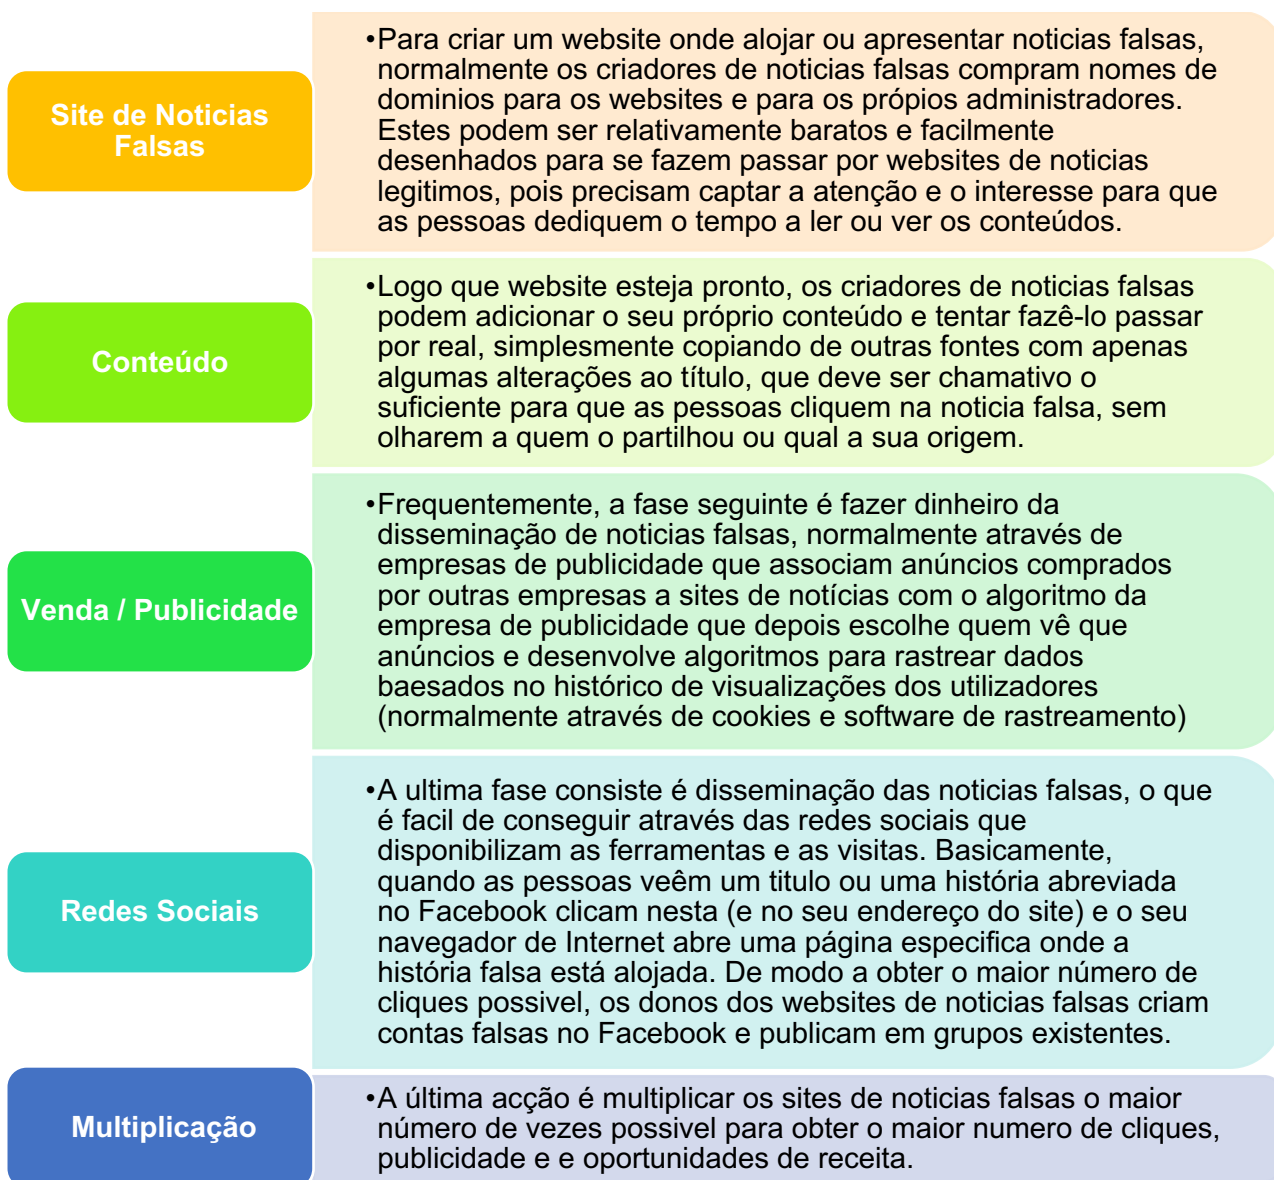 Site de Noticias
Falsas
•Para criar um website onde alojar ou apresentar noticias falsas,
normalmente os criadores de noticias falsas compram nomes de
dominios para os websites e para os própios administradores.
Estes podem ser relativamente baratos e facilmente
desenhados para se fazem passar por websites de noticias
legitimos, pois precisam captar a atenção e o interesse para que
as pessoas dediquem o tempo a ler ou ver os conteúdos.
Conteúdo
•Logo que website esteja pronto, os criadores de noticias falsas
podem adicionar o seu próprio conteúdo e tentar fazê-lo passar
por real, simplesmente copiando de outras fontes com apenas
algumas alterações ao título, que deve ser chamativo o
suficiente para que as pessoas cliquem na noticia falsa, sem
olharem a quem o partilhou ou qual a sua origem.
Venda / Publicidade
•Frequentemente, a fase seguinte é fazer dinheiro da
disseminação de noticias falsas, normalmente através de
empresas de publicidade que associam anúncios comprados
por outras empresas a sites de notícias com o algoritmo da
empresa de publicidade que depois escolhe quem vê que
anúncios e desenvolve algoritmos para rastrear dados
baesados no histórico de visualizações dos utilizadores
(normalmente através de cookies e software de rastreamento)
Redes Sociais
•A ultima fase consiste é disseminação das noticias falsas, o que
é facil de conseguir através das redes sociais que
disponibilizam as ferramentas e as visitas. Basicamente,
quando as pessoas veêm um titulo ou uma história abreviada
no Facebook clicam nesta (e no seu endereço do site) e o seu
navegador de Internet abre uma página especifica onde a
história falsa está alojada. De modo a obter o maior número de
cliques possivel, os donos dos websites de noticias falsas criam
contas falsas no Facebook e publicam em grupos existentes.
Multiplicação
•A última acção é multiplicar os sites de noticias falsas o maior
número de vezes possivel para obter o maior numero de cliques,
publicidade e e oportunidades de receita.